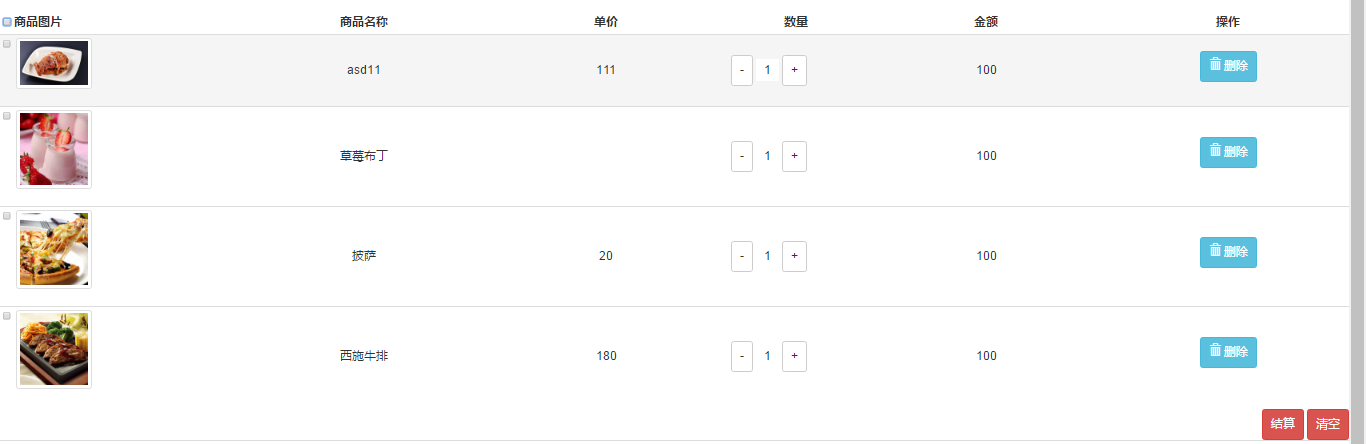 商品图片 商品名称 单价 数量 金额 操作
asd11 111 - 1 + 100 删除
草莓布丁 - 1 + 100 删除
披萨 20 - 1 + 100 删除
西施牛排 180 - 1 + 100 删除
结算 清空